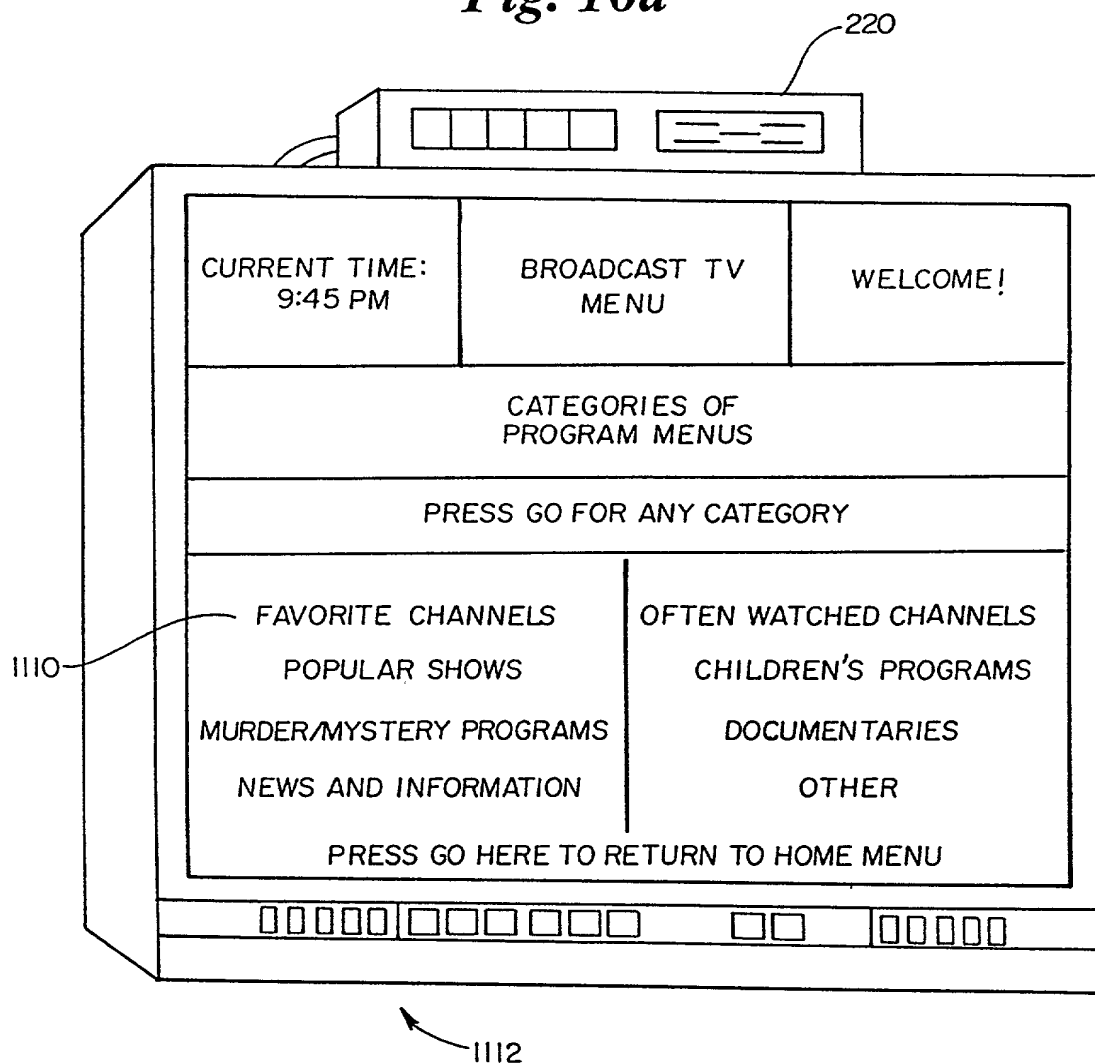 Fig. 16a
220
CURRENT TIME:
9:45 PM
BROADCAST TV
MENU
WELCOME!
CATEGORIES OF
PROGRAM MENUS
PRESS GO FOR ANY CATEGORY
FAVORITE CHANNELS
OFTEN WATCHED CHANNELS
1110
POPULAR SHOWS
CHILDREN'S PROGRAMS
MURDER/MYSTERY PROGRAMS
DOCUMENTARIES
NEWS AND INFORMATION
OTHER
PRESS GO HERE TO RETURN TO HOME MENU
1112